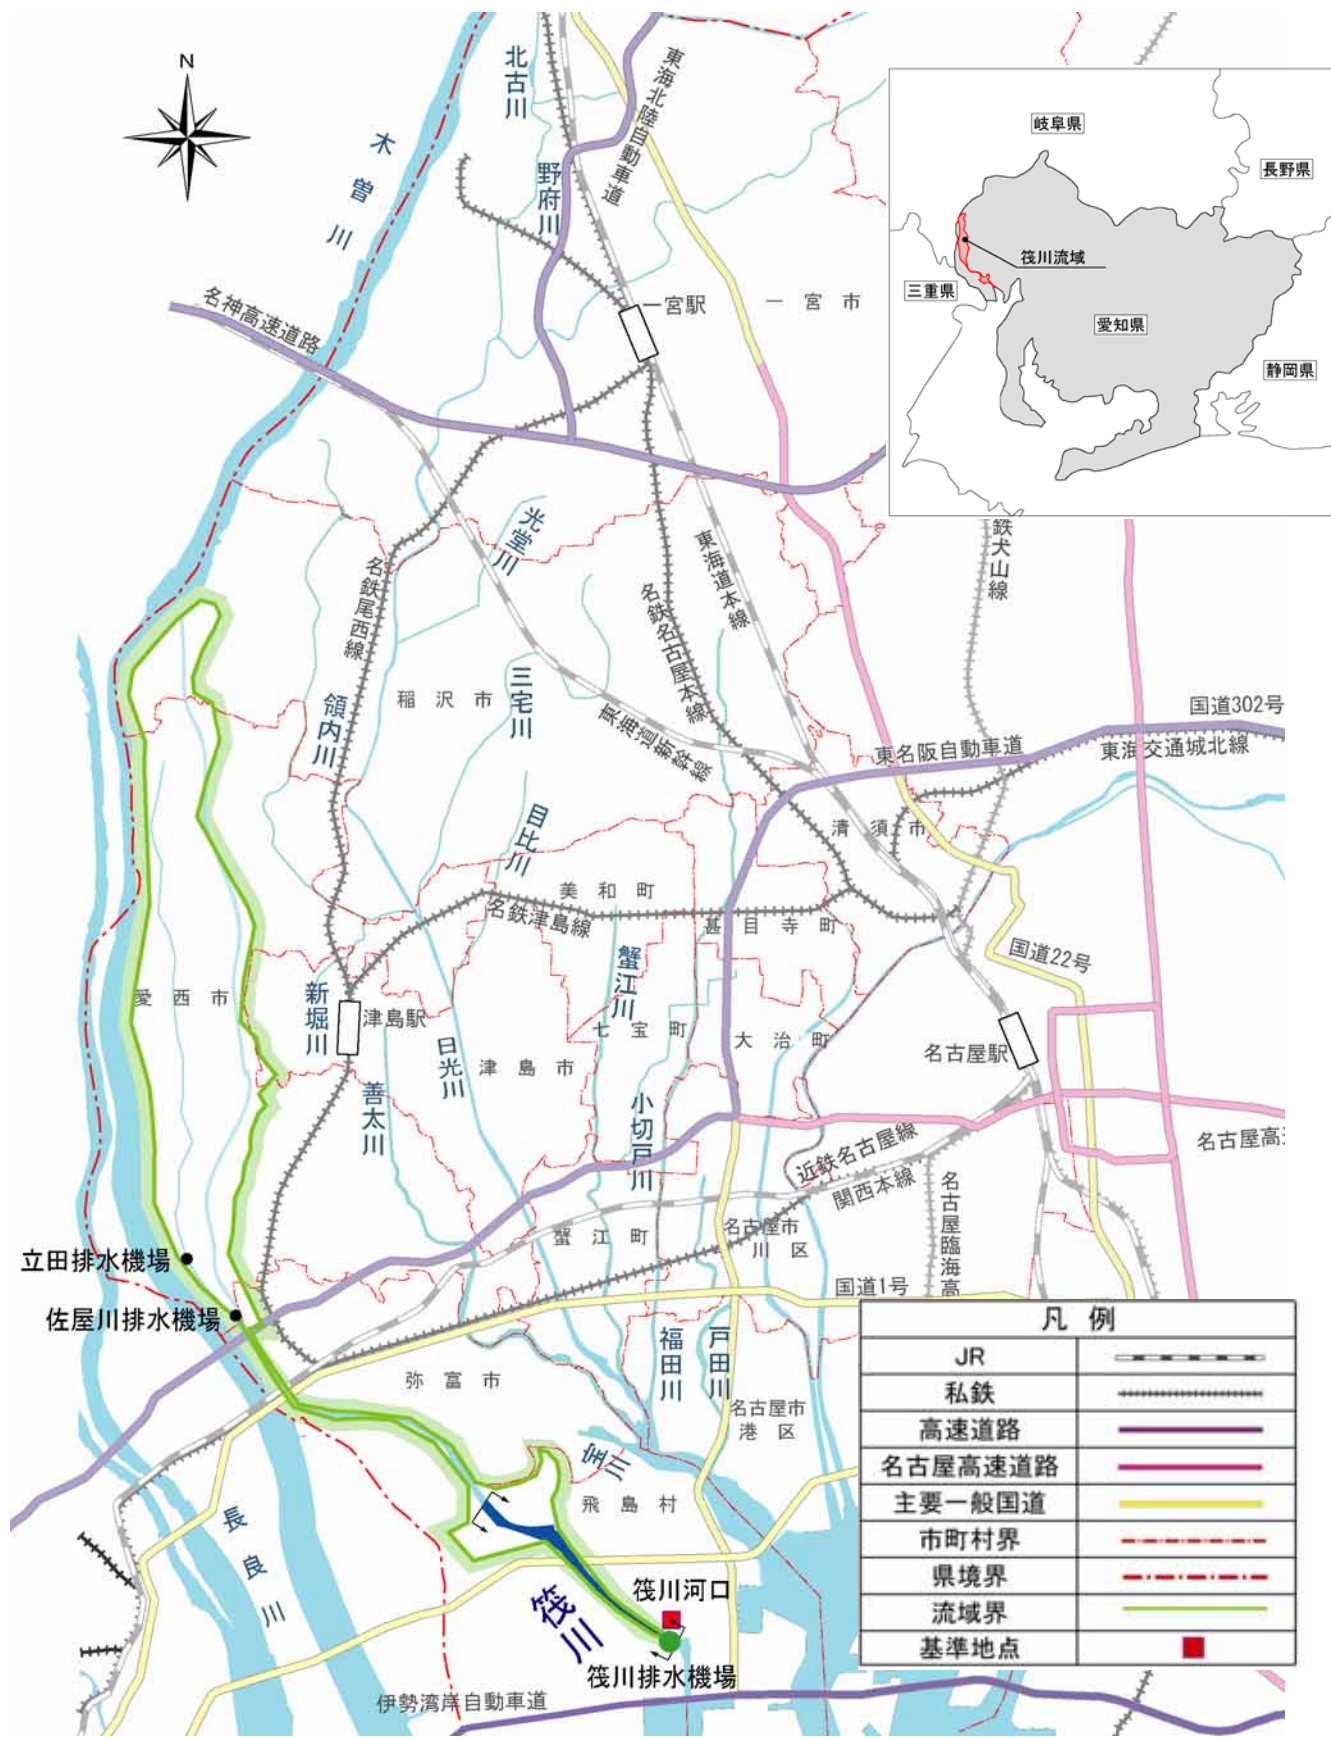 N
北古川
東海北陸自動車道
木曽川
野府川
岐阜県
長野県
筏川流域
三重県
愛知県
静岡県
名神高速道路
一宮駅
一宮市
光堂川
名鉄尾西線
東海道本線
名鉄名古屋本線
鉄犬山線
領内川
稲沢市
三宅川
東海道新幹線
国道302号
東名阪自動車道
東海交通城北線
目比川
清須市
美和町
名鉄津島線
甚目寺町
蟹江川
国道22号
愛西市
新堀川
津島駅
七宝町
大治町
名古屋駅
日光川
津島市
善太川
小切戸川
近鉄名古屋線
関西本線
名古屋高
名古屋臨海高
名古屋市
川区
蟹江町
立田排水機場
佐屋川排水機場
国道1号
福田川
戸田川
弥富市
名古屋市
港区
宝川
飛島村
長良川
筏川河口
筏川
筏川排水機場
伊勢湾岸自動車道
凡例
JR
私鉄
高速道路
名古屋高速道路
主要一般国道
市町村界
県境界
流域界
基準地点